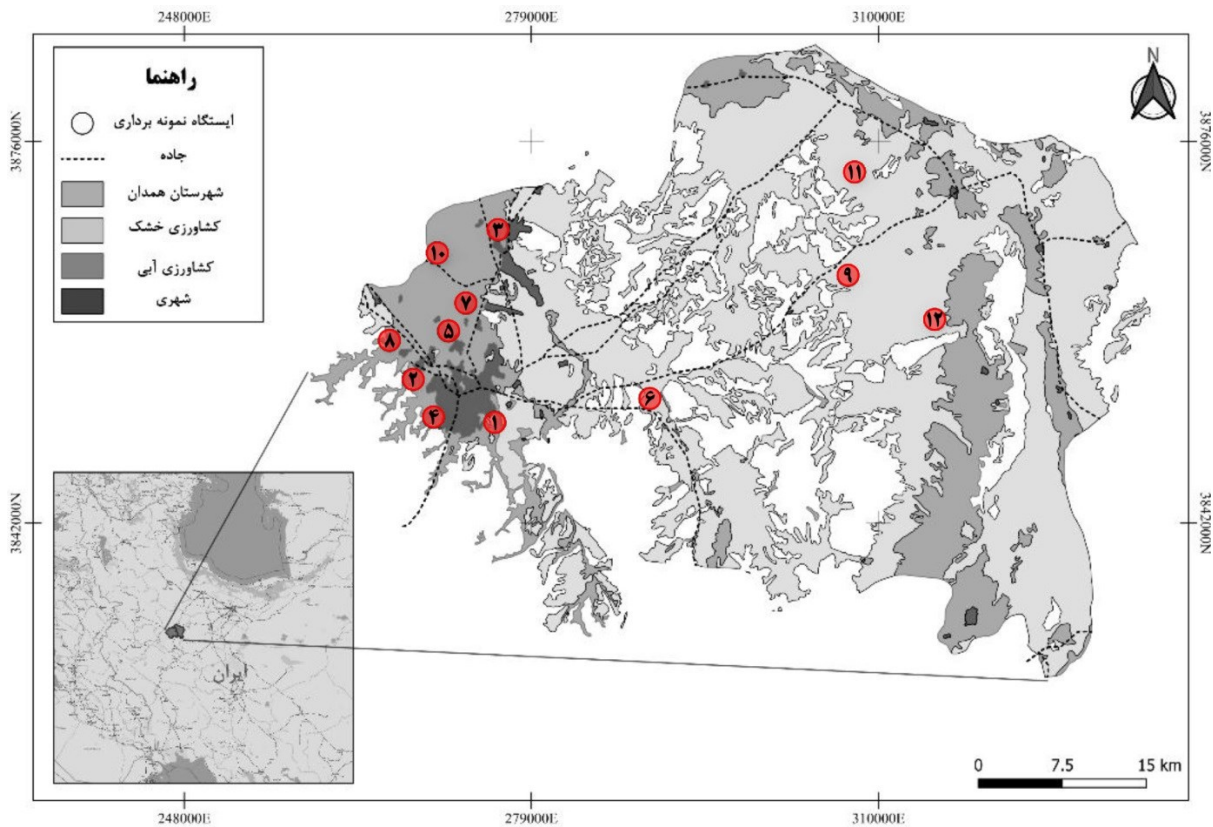 248000E 279000E 310000E
راهنما
ایستگاه نمونه برداری
جاده
شهرستان همدان
کشاورزی خشک
کشاورزی آبی
شهری
N
3876000N 3876000N
۱۱
۳
۱۰
۹
۷
۱۲
۵
۸
۲
۶
۴
۱
3842000N 3842000N
ایران
0 7.5 15 km
248000E 279000E 310000E